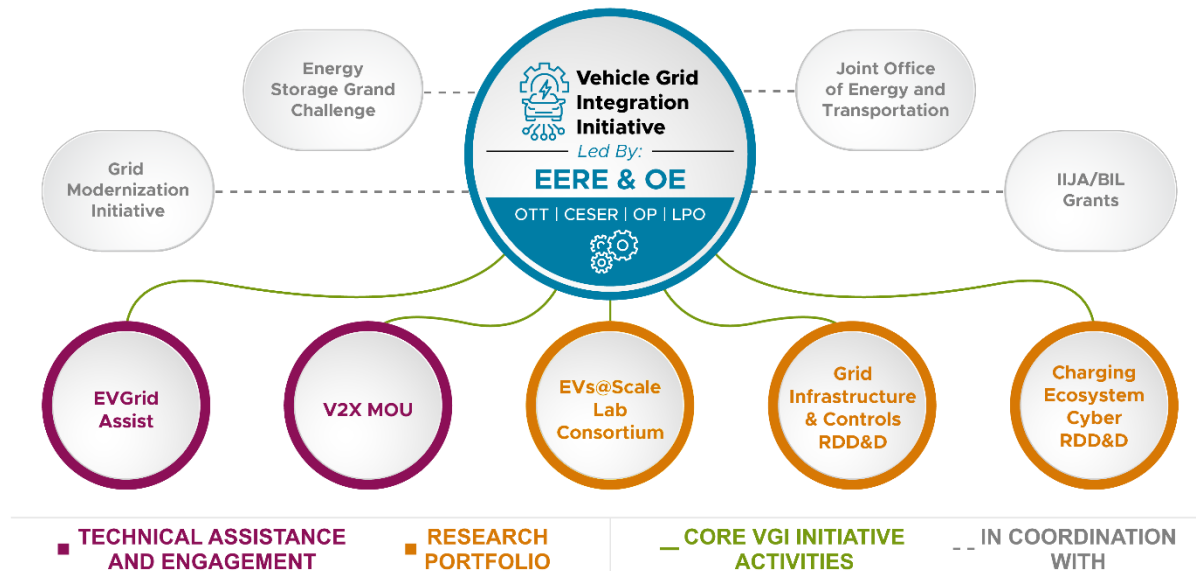 Energy
Storage Grand
Challenge
Vehicle Grid
Integration
Initiative
Led By:
EERE & OE
OTT | CESER | OP | LPO
Joint Office
of Energy and
Transportation
Grid
Modernization
Initiative
IIJA/BIL
Grants
EVGrid
Assist
V2X MOU
EVs@Scale
Lab
Consortium
Grid
Infrastructure
& Controls
RDD&D
Charging
Ecosystem
Cyber
RDD&D
TECHNICAL ASSISTANCE
AND ENGAGEMENT
RESEARCH
PORTFOLIO
CORE VGI INITIATIVE
ACTIVITIES
IN COORDINATION
WITH